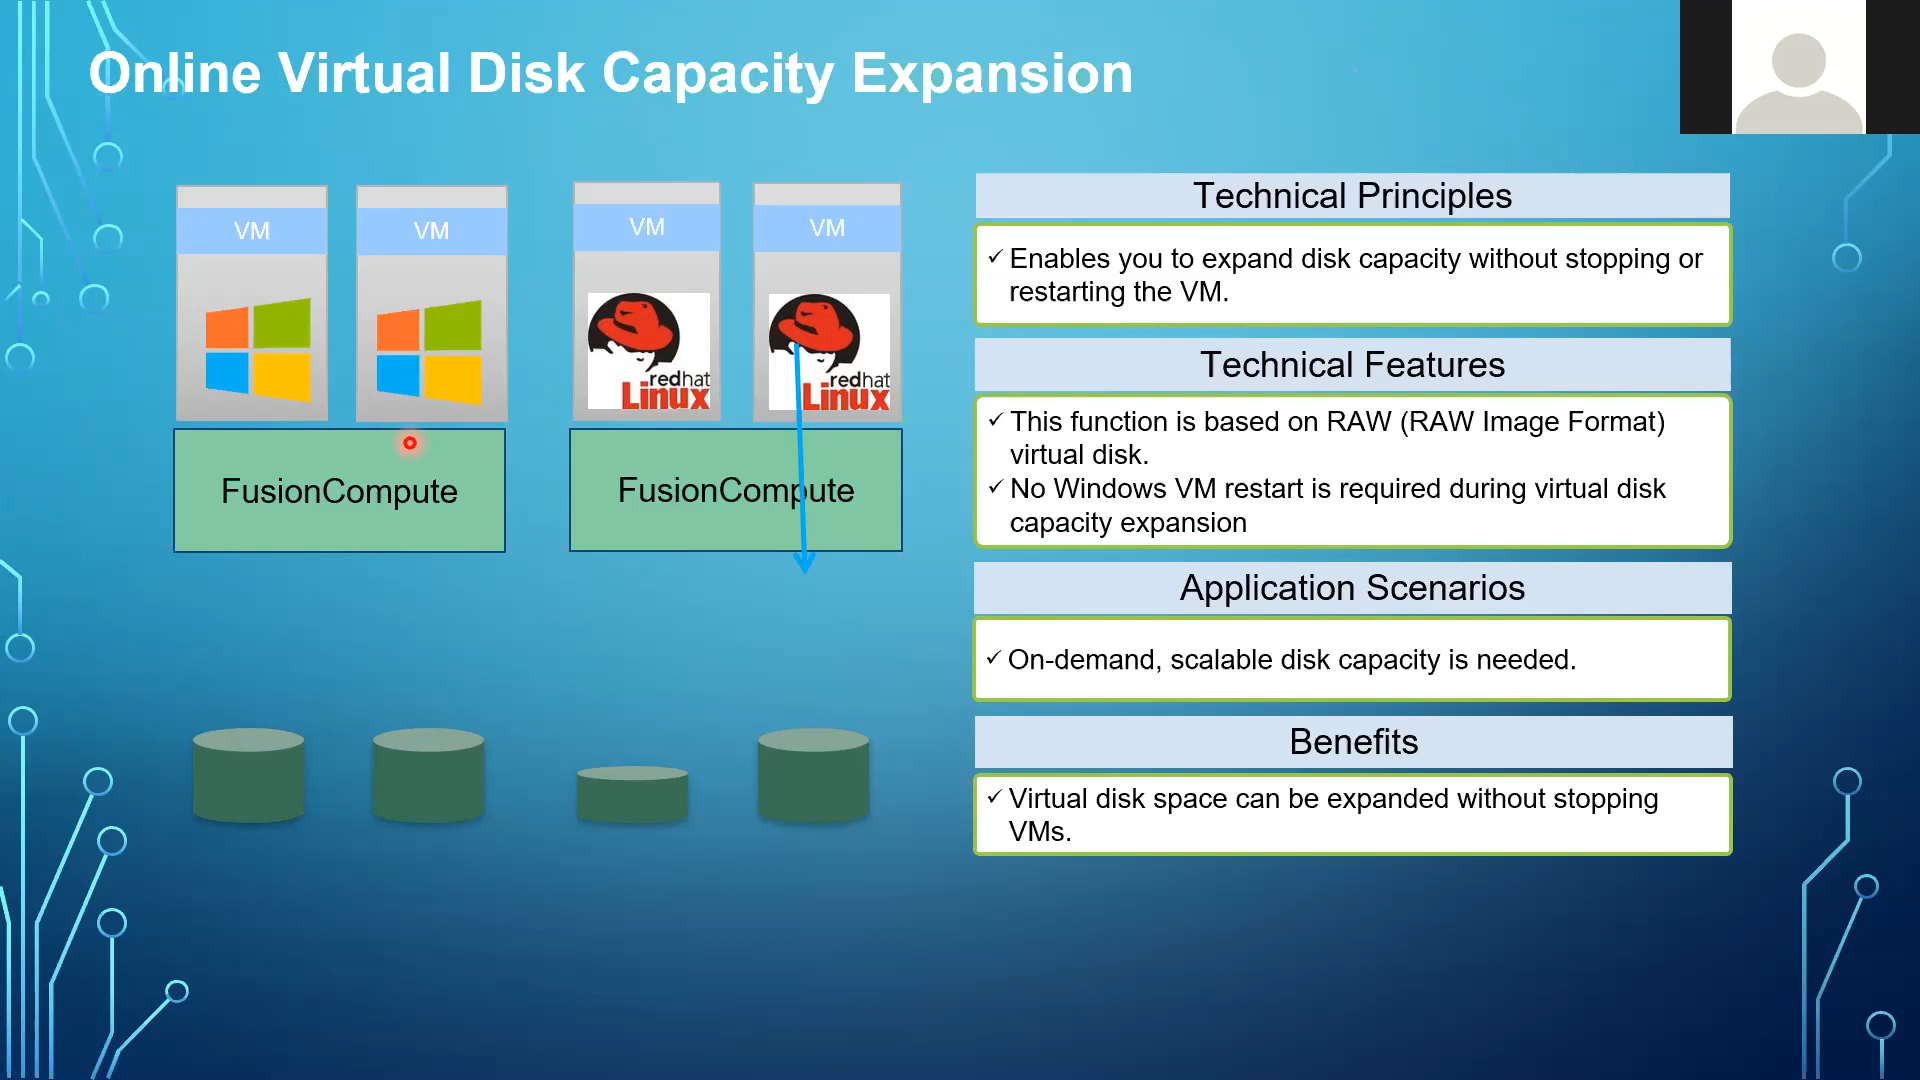 Online Virtual Disk Capacity Expansion
VM
VM
VM
VM
redhat
Linux
redhat
Linux
FusionCompute
FusionCompute
Technical Principles
✓ Enables you to expand disk capacity without stopping or
restarting the VM.
Technical Features
✓ This function is based on RAW (RAW Image Format)
virtual disk.
✓ No Windows VM restart is required during virtual disk
capacity expansion
Application Scenarios
✓ On-demand, scalable disk capacity is needed.
Benefits
✓ Virtual disk space can be expanded without stopping
VMs.